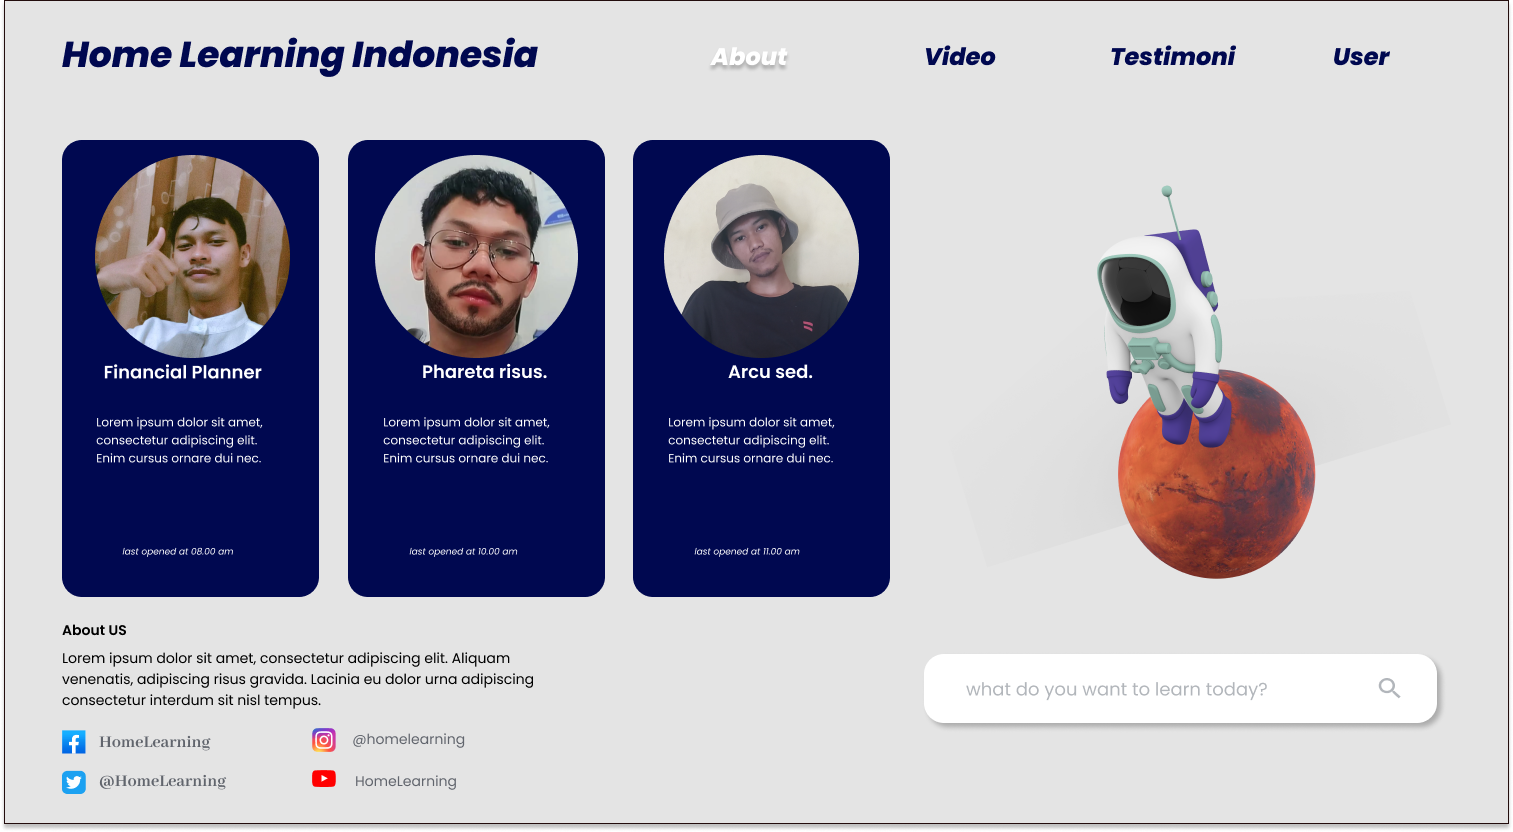 Home Learning Indonesia
About
Video
Testimoni
User
Financial Planner
Lorem ipsum dolor sit amet,
consectetur adipiscing elit.
Enim cursus ornare dui nec.
last opened at 08.00 am
Phareta risus.
Lorem ipsum dolor sit amet,
consectetur adipiscing elit.
Enim cursus ornare dui nec.
last opened at 10.00 am
Arcu sed.
Lorem ipsum dolor sit amet,
consectetur adipiscing elit.
Enim cursus ornare dui nec.
last opened at 11.00 am
About US
Lorem ipsum dolor sit amet, consectetur adipiscing elit. Aliquam
venenatis, adipiscing risus gravida. Lacinia eu dolor urna adipiscing
consectetur interdum sit nisl tempus.
HomeLearning
@homelearning
@HomeLearning
HomeLearning
what do you want to learn today?